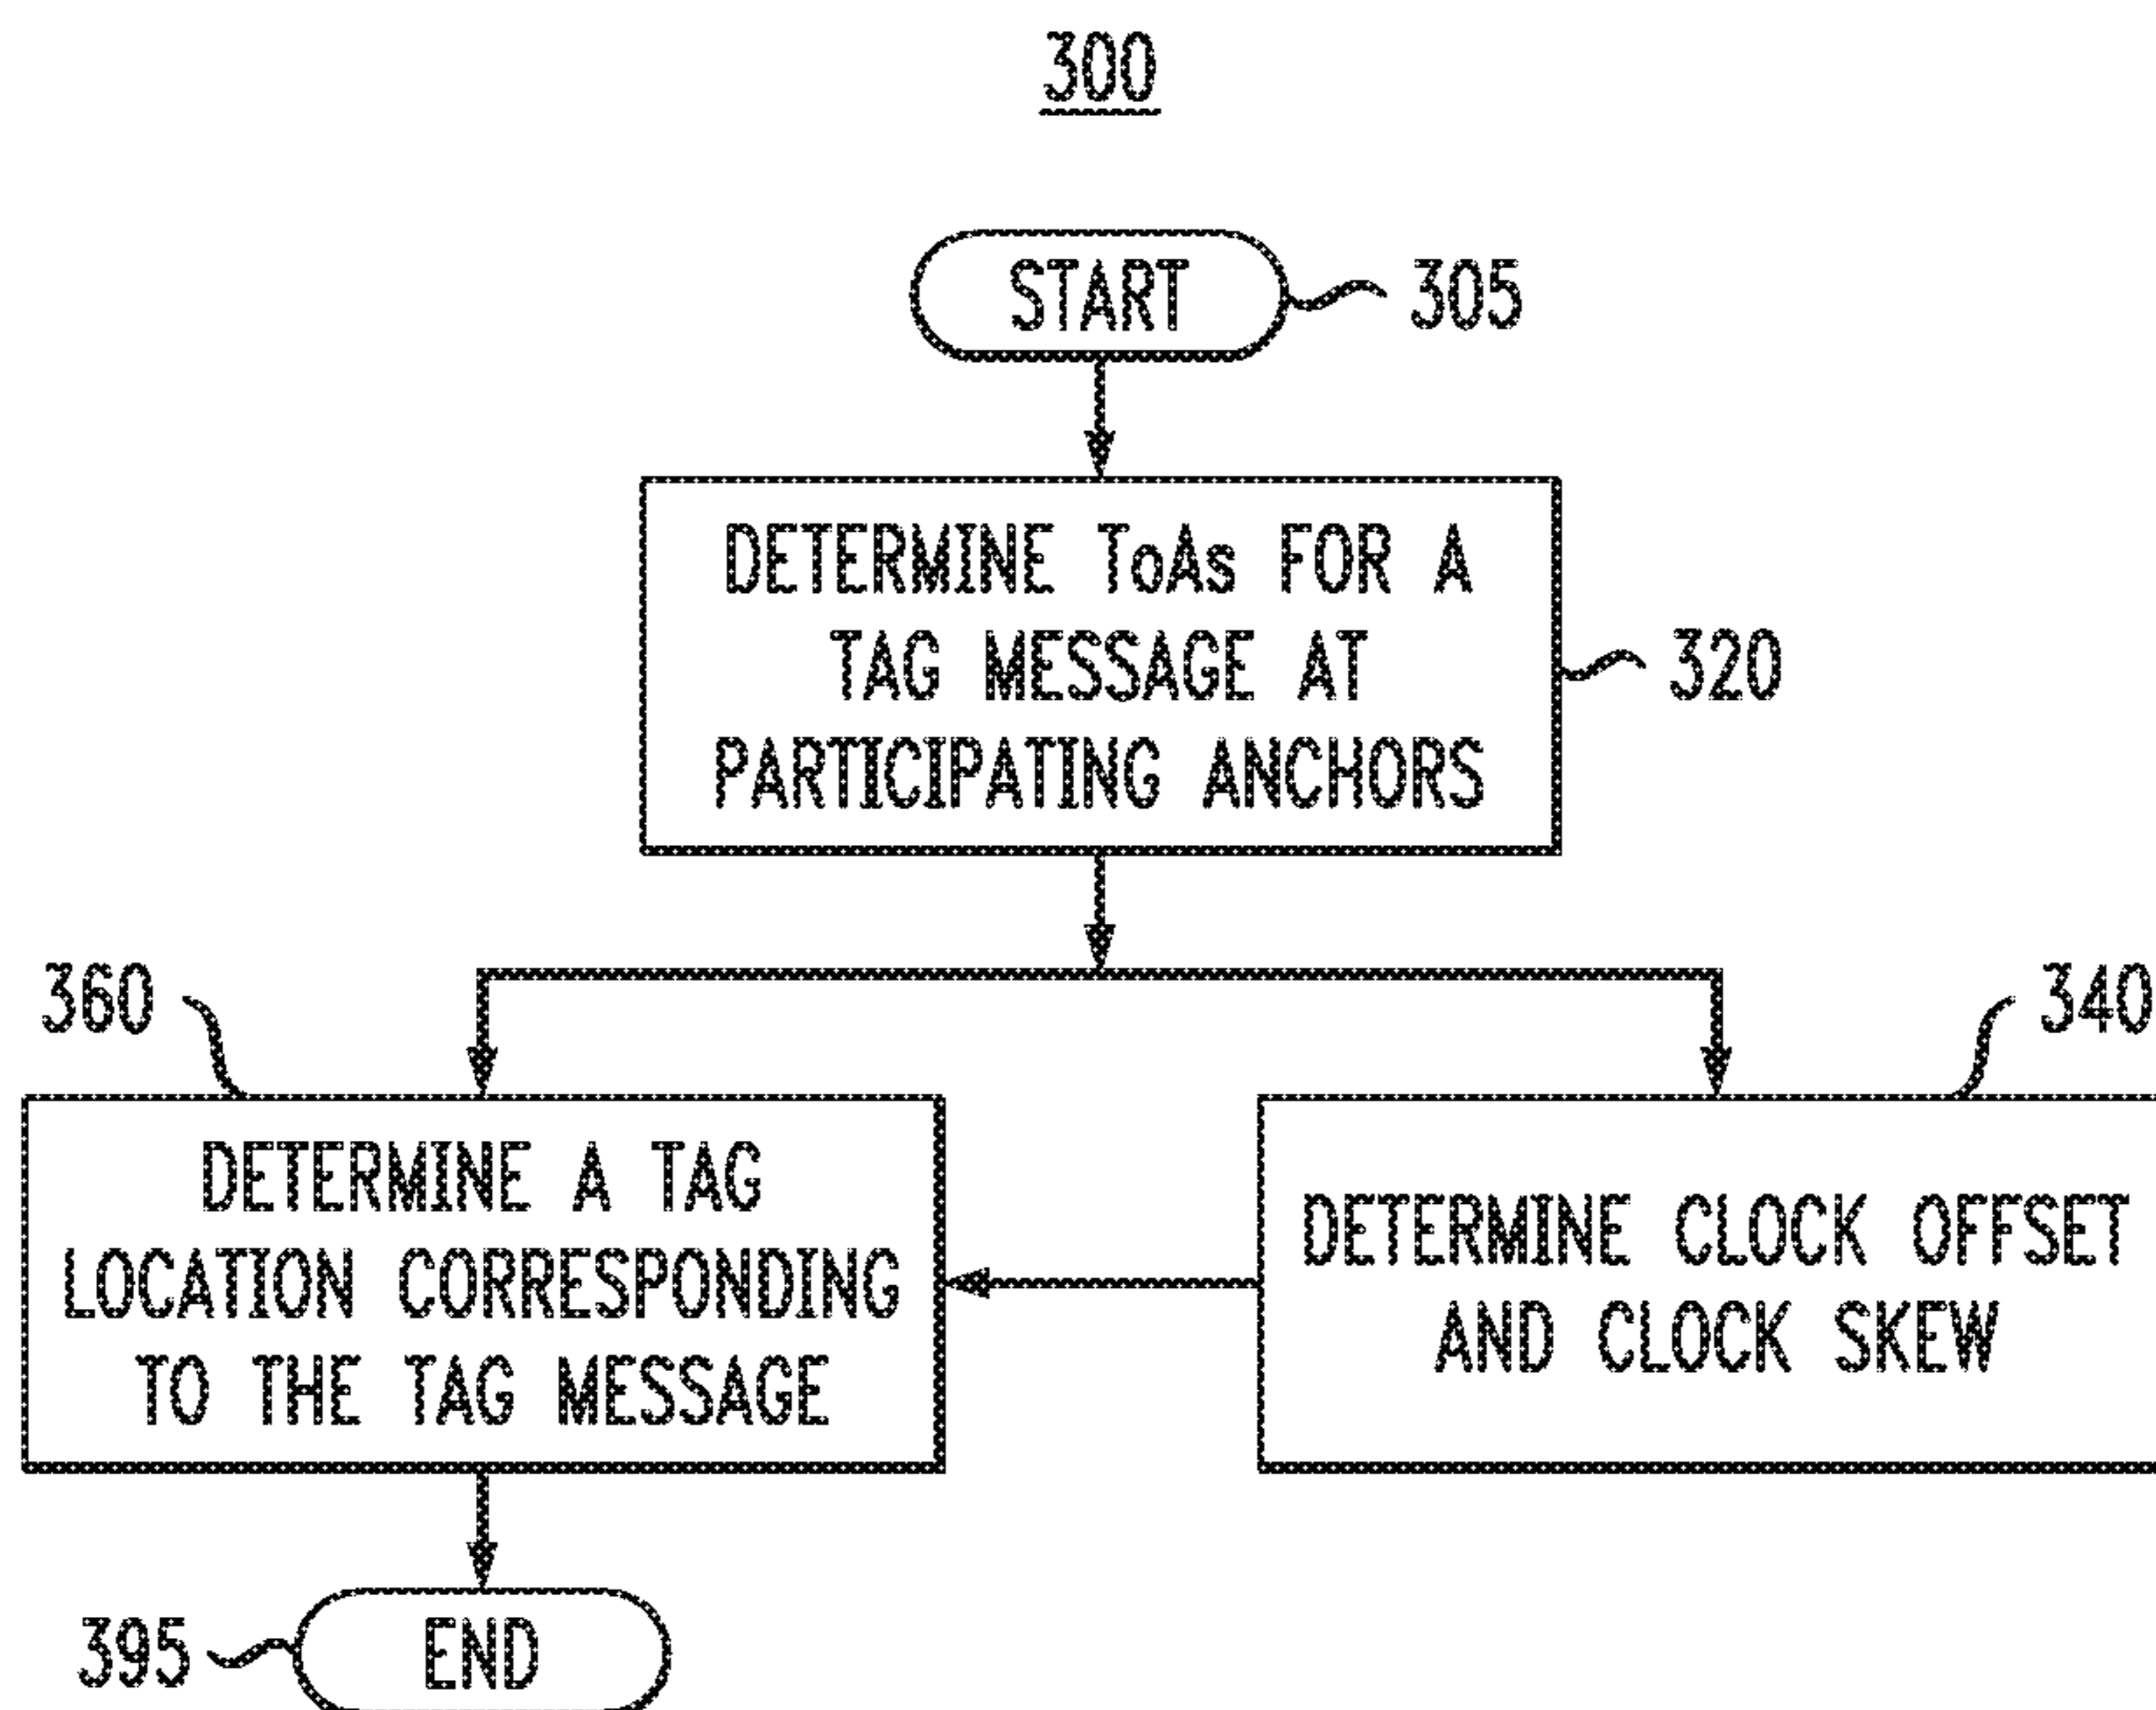 300
START
305
DETERMINE ToAs FOR A
TAG MESSAGE AT
PARTICIPATING ANCHORS
320
360
340
DETERMINE A TAG
LOCATION CORRESPONDING
TO THE TAG MESSAGE
DETERMINE CLOCK OFFSET
AND CLOCK SKEW
395
END